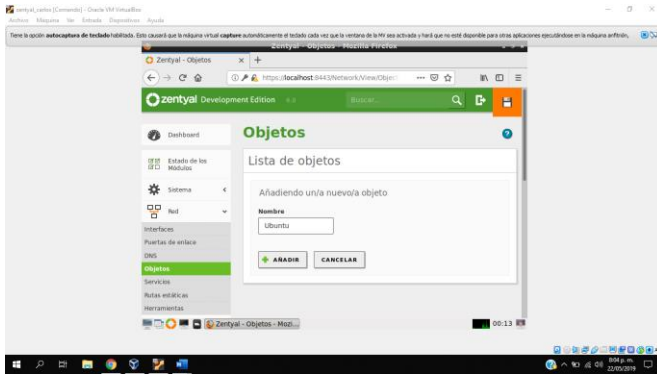 zentyal_carlos [Corriendo] - Oracle VM VirtualBox
Archivo Máquina Ver Entrada Dispositivos Ayuda
Tiene la opción autocaptura de teclado habilitada. Esto causará que la máquina virtual capture automáticamente el teclado cada vez que la ventana de la MV sea activada y hará que no esté disponible para otras aplicaciones ejecutándose en la máquina anfitrión,
Zentyal - Objetos - Mozilla Firefox
Zentyal - Objetos
https://localhost:8443/Network/View/Objec
zentyal Development Edition 6.0
Buscar...
Dashboard
Objetos
Estado de los Módulos
Lista de objetos
Sistema
Añadiendo un/a nuevo/a objeto
Red
Nombre
Interfaces
Ubuntu
Puertas de enlace
DNS
AÑADIR CANCELAR
Objetos
Servicios
Rutas estáticas
Herramientas
Zentyal - Objetos - Mozi...
00:13
8:04 p. m.
22/05/2019